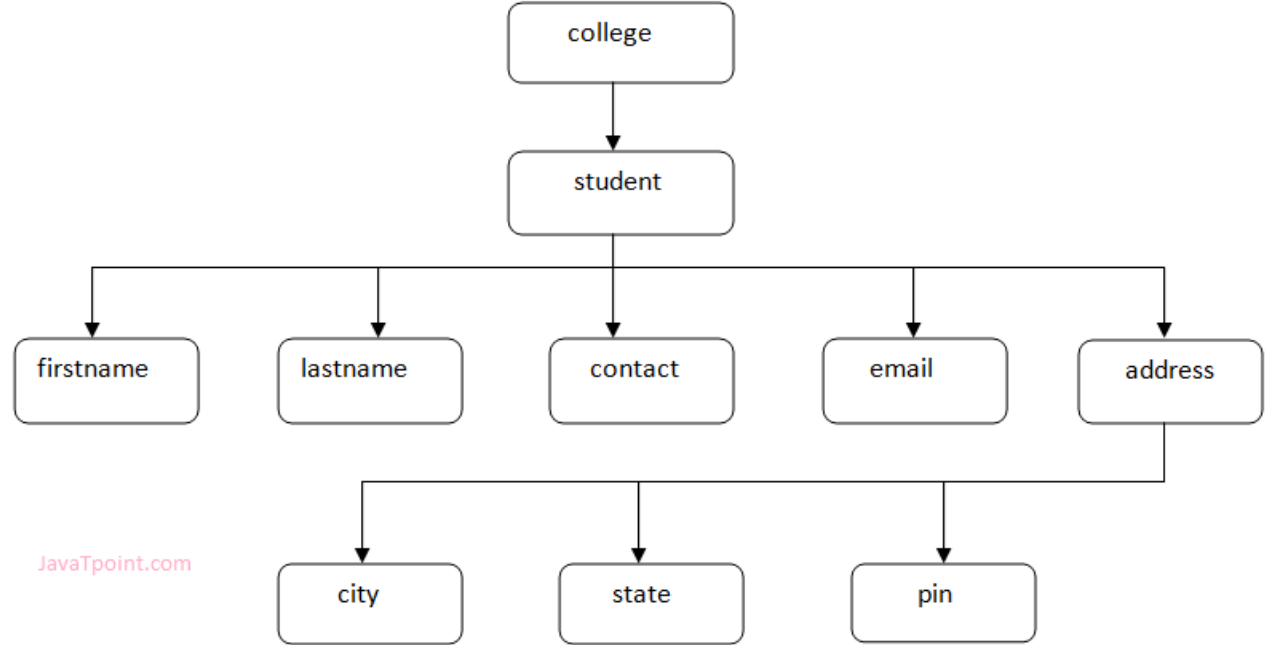 college
student
firstname
lastname
contact
email
address
JavaTpoint.com
city
state
pin